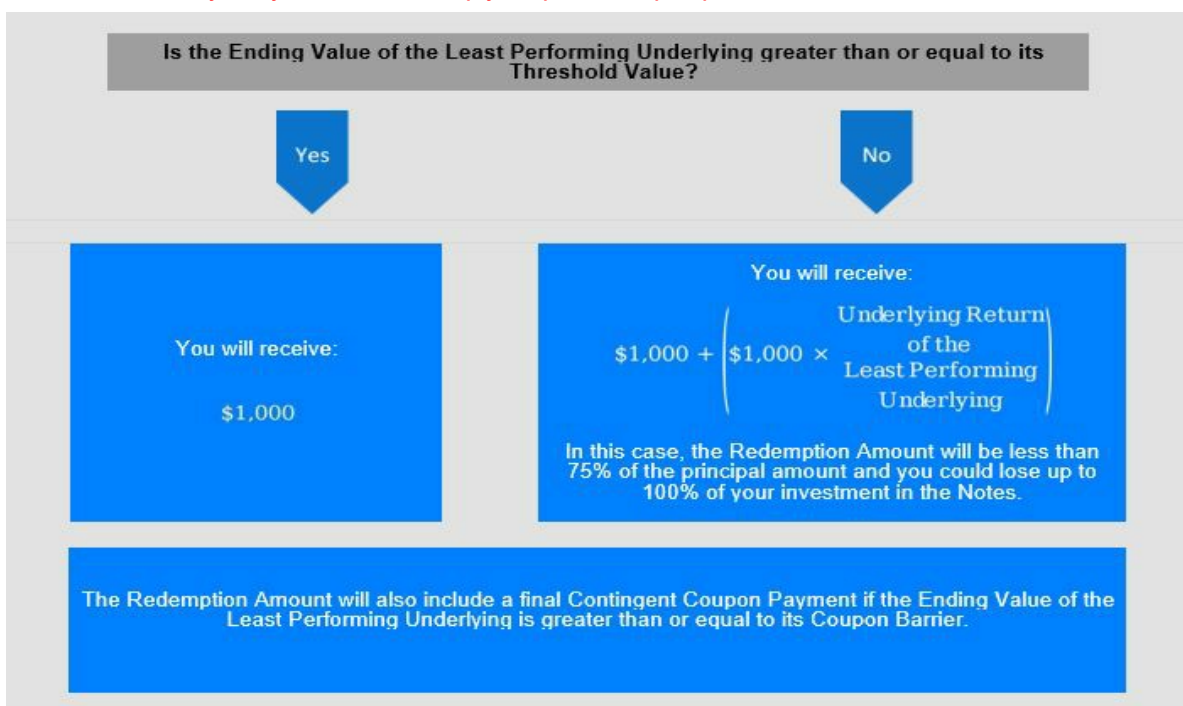 Is the Ending Value of the Least Performing Underlying greater than or equal to its
Threshold Value?
Yes
No
You will receive:
$1,000
You will receive:
$1,000 + ($1,000 × Underlying Return
of the
Least Performing
Underlying)
In this case, the Redemption Amount will be less than
75% of the principal amount and you could lose up to
100% of your investment in the Notes.
The Redemption Amount will also include a final Contingent Coupon Payment if the Ending Value of the
Least Performing Underlying is greater than or equal to its Coupon Barrier.